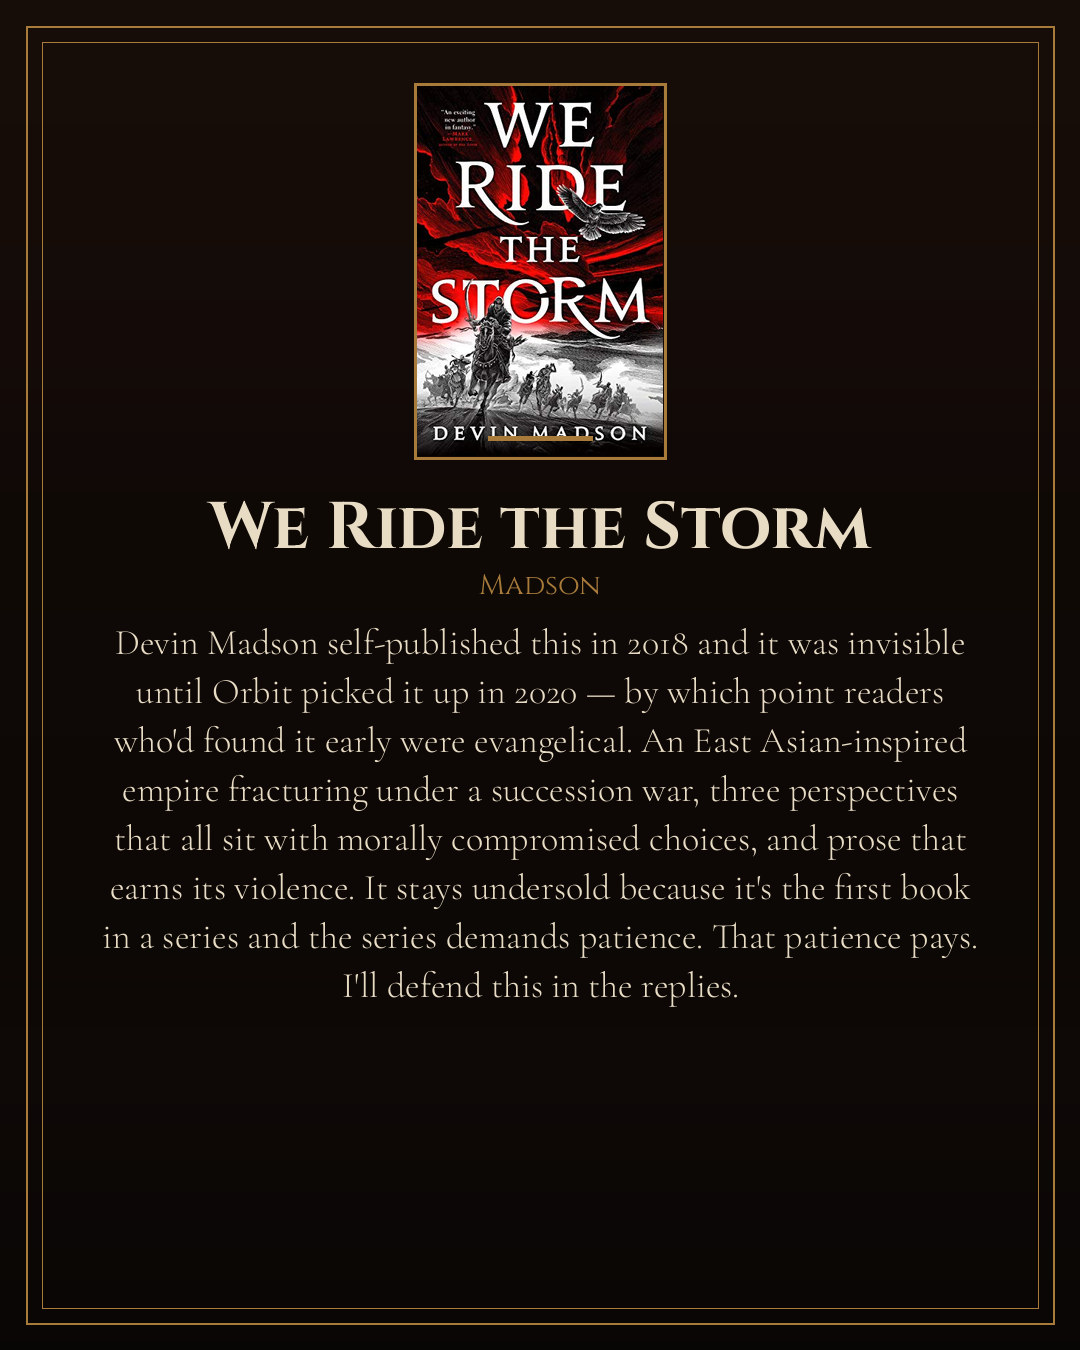 "An exciting
new author
in fantasy."
—MARK
LAWRENCE,
WE
RIDE
THE
STORM
DEVIN MADSON
We Ride the Storm
Madson
Devin Madson self-published this in 2018 and it was invisible
until Orbit picked it up in 2020 — by which point readers
who'd found it early were evangelical. An East Asian-inspired
empire fracturing under a succession war, three perspectives
that all sit with morally compromised choices, and prose that
earns its violence. It stays undersold because it's the first book
in a series and the series demands patience. That patience pays.
I'll defend this in the replies.